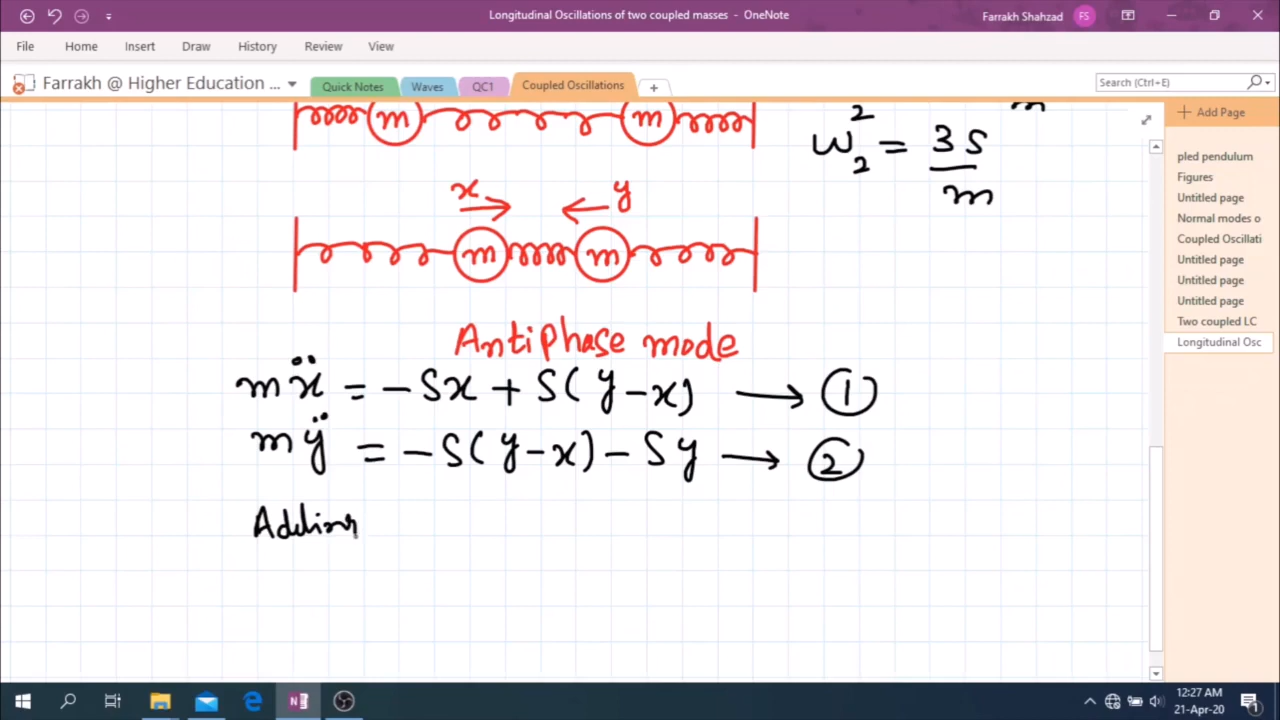 Longitudinal Oscillations of two coupled masses - OneNote
Farrakh Shahzad FS
File Home Insert Draw History Review View
Farrakh @ Higher Education ... Quick Notes Waves QC1 Coupled Oscillations + Search (Ctrl+E)
+ Add Page
pled pendulum
Figures
Untitled page
Normal modes o
Coupled Oscillati
Untitled page
Untitled page
Untitled page
Two coupled LC
Longitudinal Osc
m m
m
ω₂² = 3S/m
x y
m m
Antiphase mode
mẍ = -Sx + S(y-x) → ①
mÿ = -S(y-x) - Sy → ②
12:27 AM
21-Apr-20
1